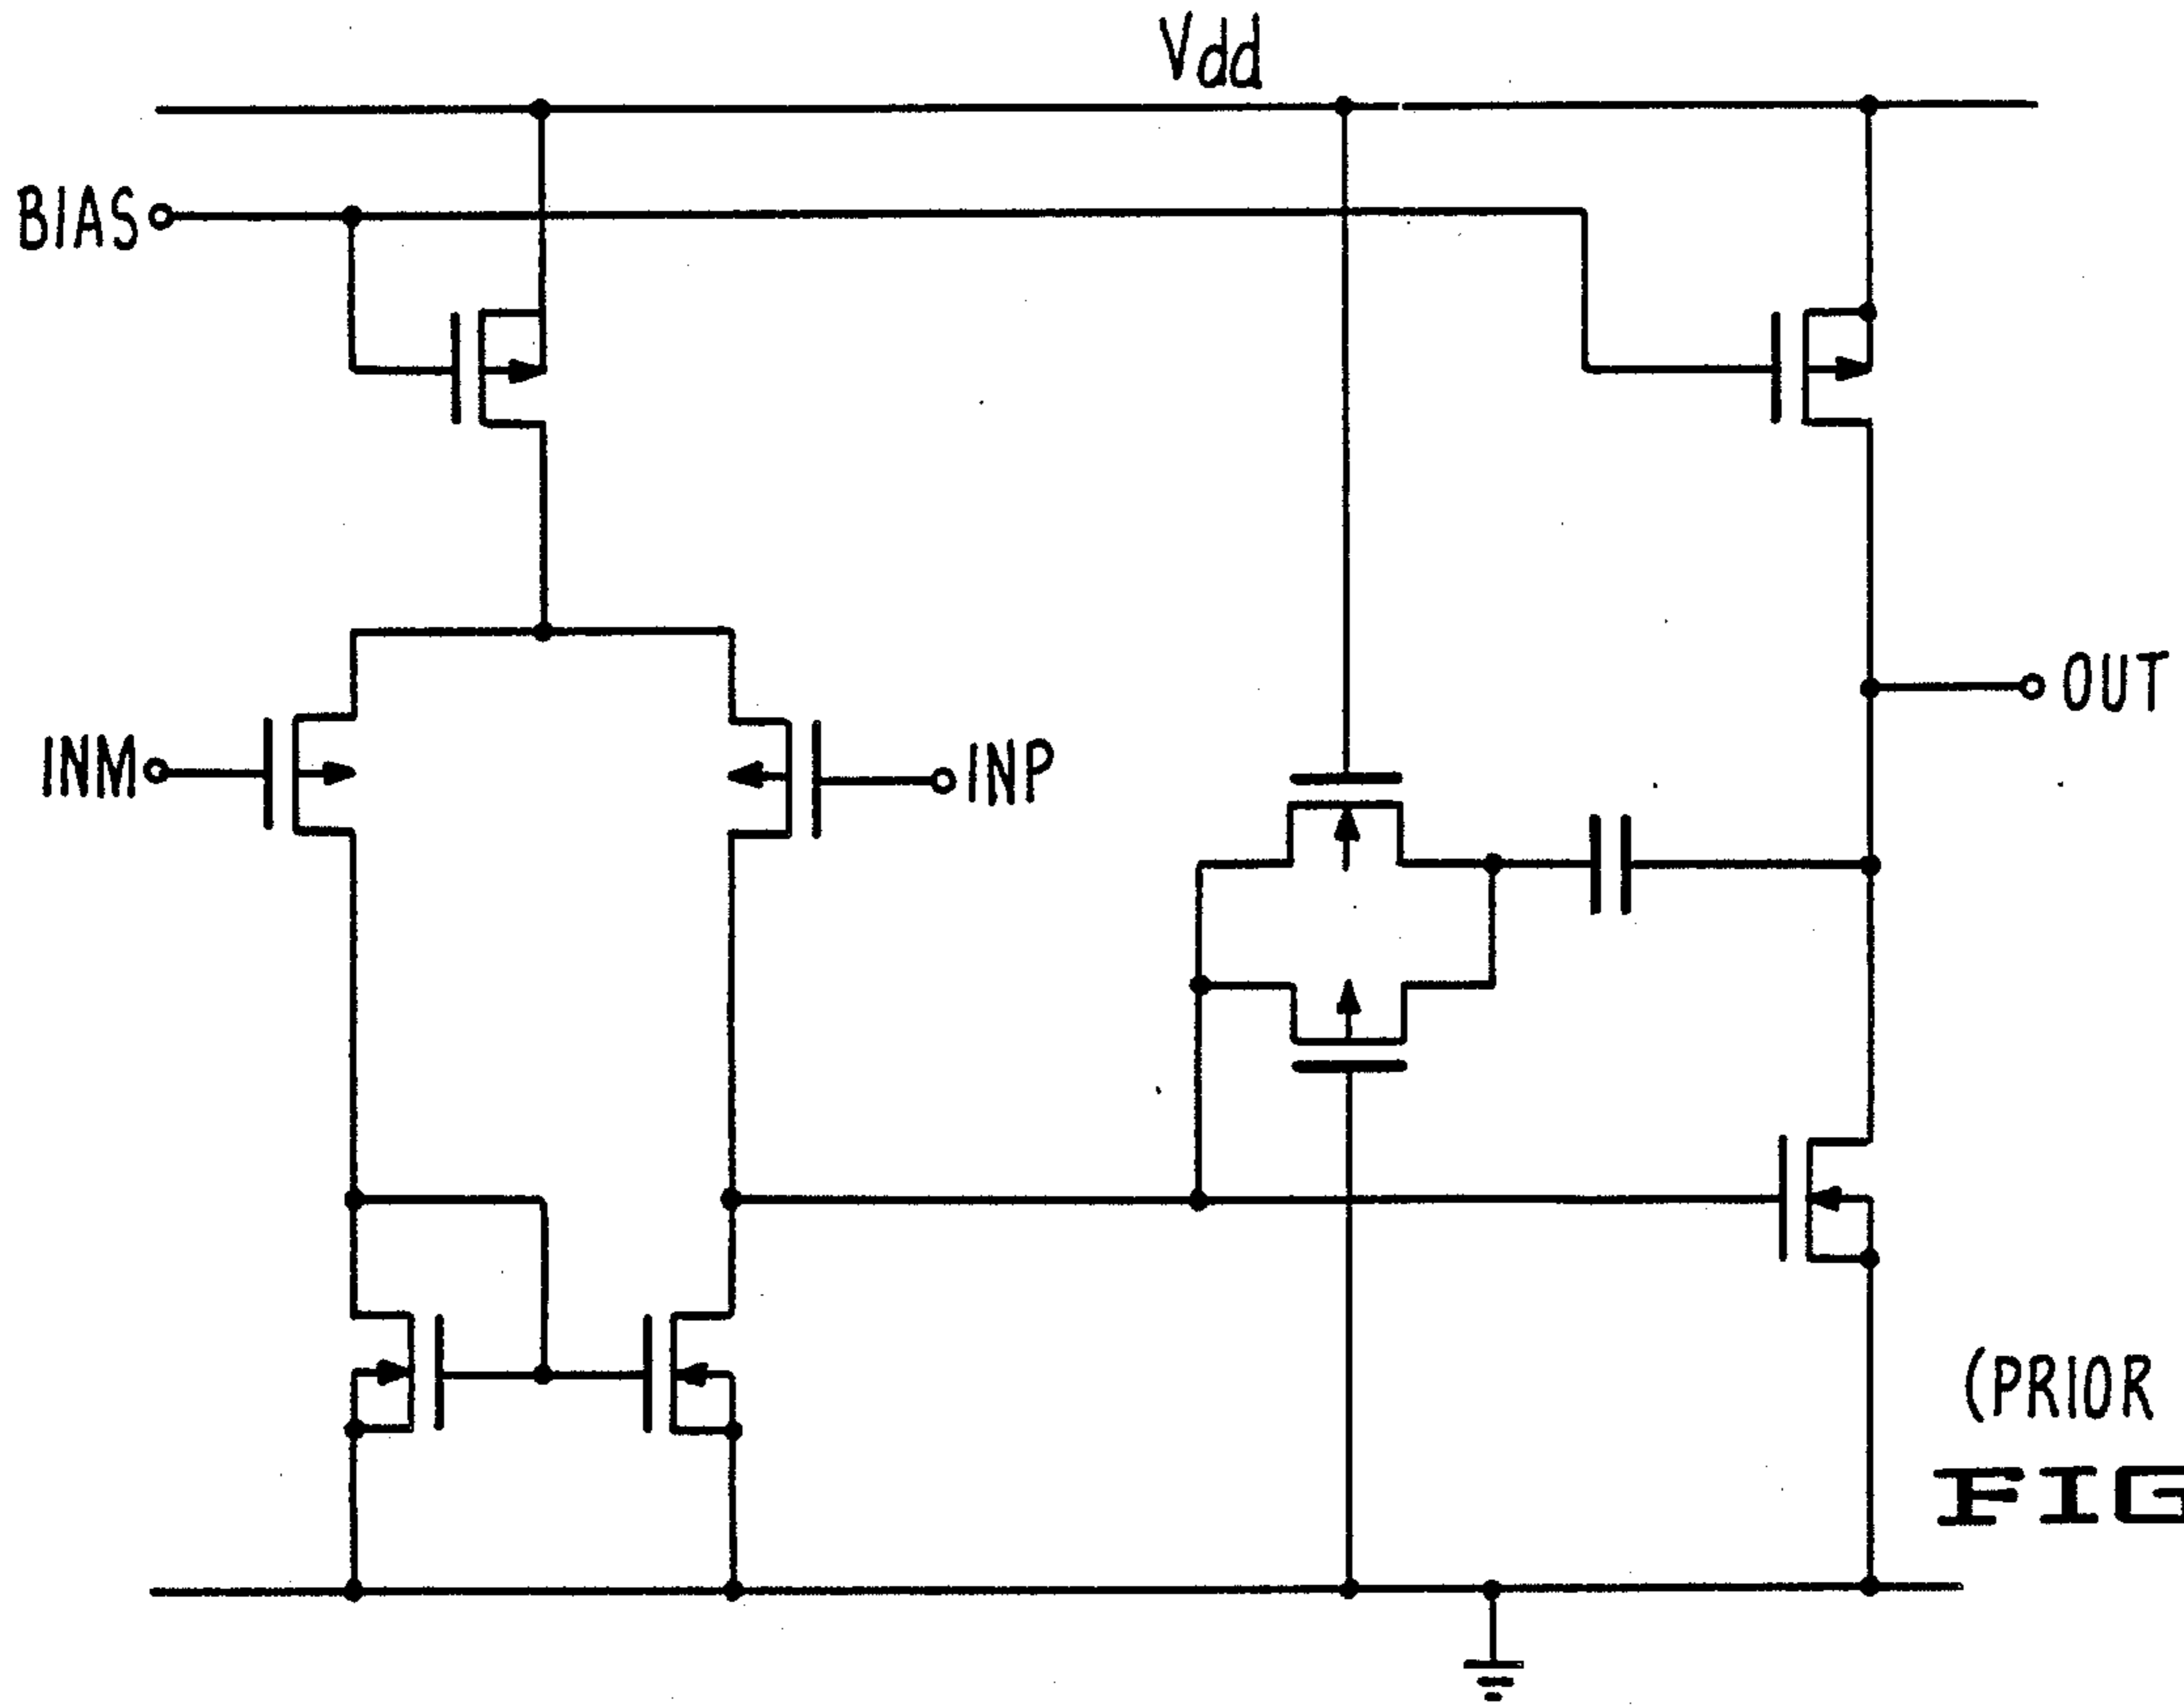 Vdd
BIAS
OUT
INM
INP
(PRIOR
FIG